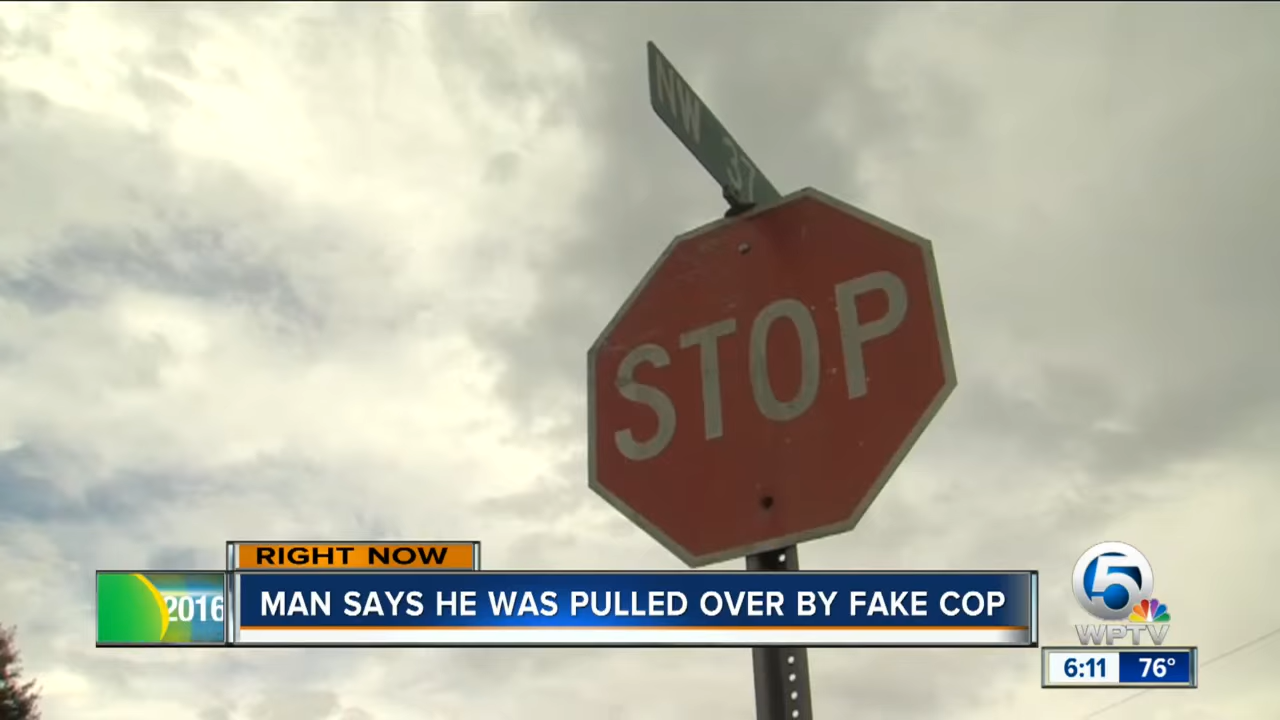 NW 37
STOP
RIGHT NOW
2016
MAN SAYS HE WAS PULLED OVER BY FAKE COP
5
WPTV
6:11 76°